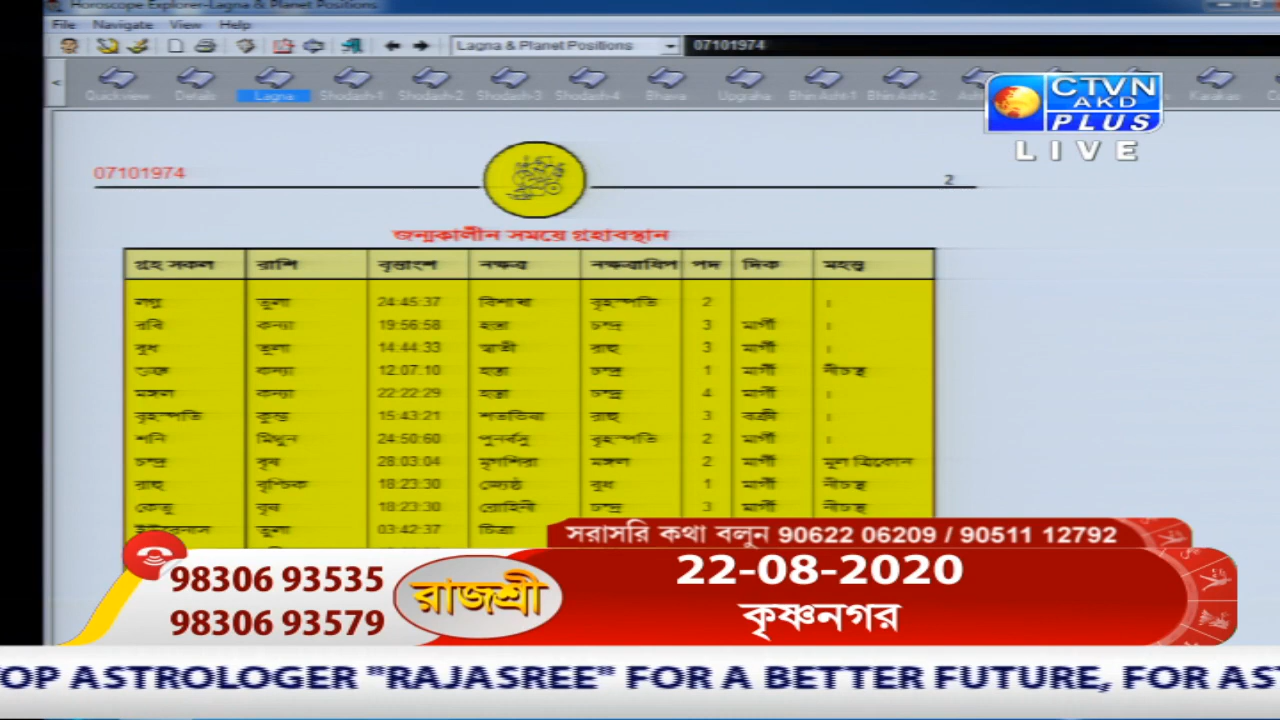 Horoscope Explorer-Lagna & Planet Positions
File Navigate View Help
Lagna & Planet Positions 07101974
Quick view Details Lagna Shodash-1 Shodash-2 Shodash-3 Shodash-4 Bhava Upgraha Bhin Asht-1 Bhin Asht-2 Karakas
CTVN
AKD
PLUS
LIVE
07101974 2
জন্মকালীন সময়ে গ্রহাবস্থান
গ্রহ সকল রাশি বৃত্তাংশ নক্ষত্র নক্ষত্রাধিপ পদ দিক মহত্ত্ব
লগ্ন তুলা 24:45:37 বিশাখা বৃহস্পতি 2 ।
রবি কন্যা 19:56:58 হস্তা চন্দ্র 3 মার্গী ।
বুধ তুলা 14:44:33 স্বাতী রাহু 3 মার্গী ।
শুক্র কন্যা 12:07:10 হস্তা চন্দ্র 1 মার্গী নীচস্থ
মঙ্গল কন্যা 22:22:29 হস্তা চন্দ্র 4 মার্গী ।
বৃহস্পতি কুম্ভ 15:43:21 শতভিষা রাহু 3 বক্রী ।
শনি মিথুন 24:50:60 পুনর্বসু বৃহস্পতি 2 মার্গী ।
চন্দ্র বৃষ 28:03:04 মৃগশিরা মঙ্গল 2 মার্গী মূল ত্রিকোন
রাহু বৃশ্চিক 18:23:30 জ্যেষ্ঠ বুধ 1 মার্গী নীচস্থ
কেতু বৃষ 18:23:30 রোহিনী চন্দ্র 3 মার্গী নীচস্থ
ইউরেনাস তুলা 03:42:37 চিত্রা
সরাসরি কথা বলুন 90622 06209 / 90511 12792
98306 93535
98306 93579
রাজশ্রী
22-08-2020
কৃষ্ণনগর
TOP ASTROLOGER "RAJASREE" FOR A BETTER FUTURE, FOR AS